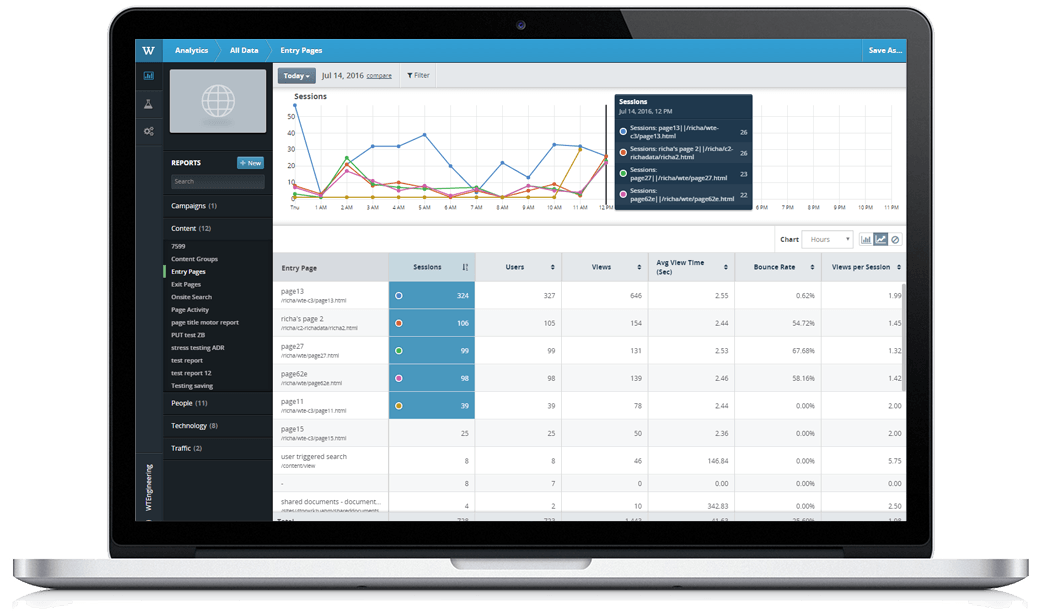 W Analytics All Data Entry Pages Save As...
Today Jul 14, 2016 compare Filter
REPORTS + New
Search
Campaigns (1)
Content (12)
7599
Content Groups
Entry Pages
Exit Pages
Onsite Search
Page Activity
page title motor report
PUT test ZB
stress testing ADR
test report
test report 12
Testing saving
People (11)
Technology (8)
Traffic (2)
WTEngineering
Sessions
50
40
30
20
10
Thu 1 AM 2 AM 3 AM 4 AM 5 AM 6 AM 7 AM 8 AM 9 AM 10 AM 11 AM 12 PM 6 PM 7 PM 8 PM 9 PM 10 PM 11 PM
Sessions
Jul 14, 2016, 12 PM
Sessions: page13||/richa/wte-
c3/page13.html 26
Sessions: richa's page 2||/richa/c2-
richadata/richa2.html 26
Sessions:
page27||/richa/wte/page27.html 23
Sessions:
page62e||/richa/wte/page62e.html 22
Chart Hours
Entry Page Sessions Users Views Avg View Time (Sec) Bounce Rate Views per Session
page13 324 327 646 2.55 0.62% 1.99
/richa/wte-c3/page13.html
richa's page 2 106 105 154 2.44 54.72% 1.45
/richa/c2-richadata/richa2.html
page27 99 99 131 2.53 67.68% 1.32
/richa/wte/page27.html
page62e 98 98 139 2.46 58.16% 1.42
/richa/wte/page62e.html
page11 39 39 78 2.44 0.00% 2.00
/richa/wte-c3/page11.html
page15 25 25 50 2.36 0.00% 2.00
/richa/wte-c3/page15.html
user triggered search 8 8 46 146.84 0.00% 5.75
/content/view
- 8 7 0 0.00 0.00% 0.00
shared documents - document... 4 2 10 342.83 0.00% 2.50
Total